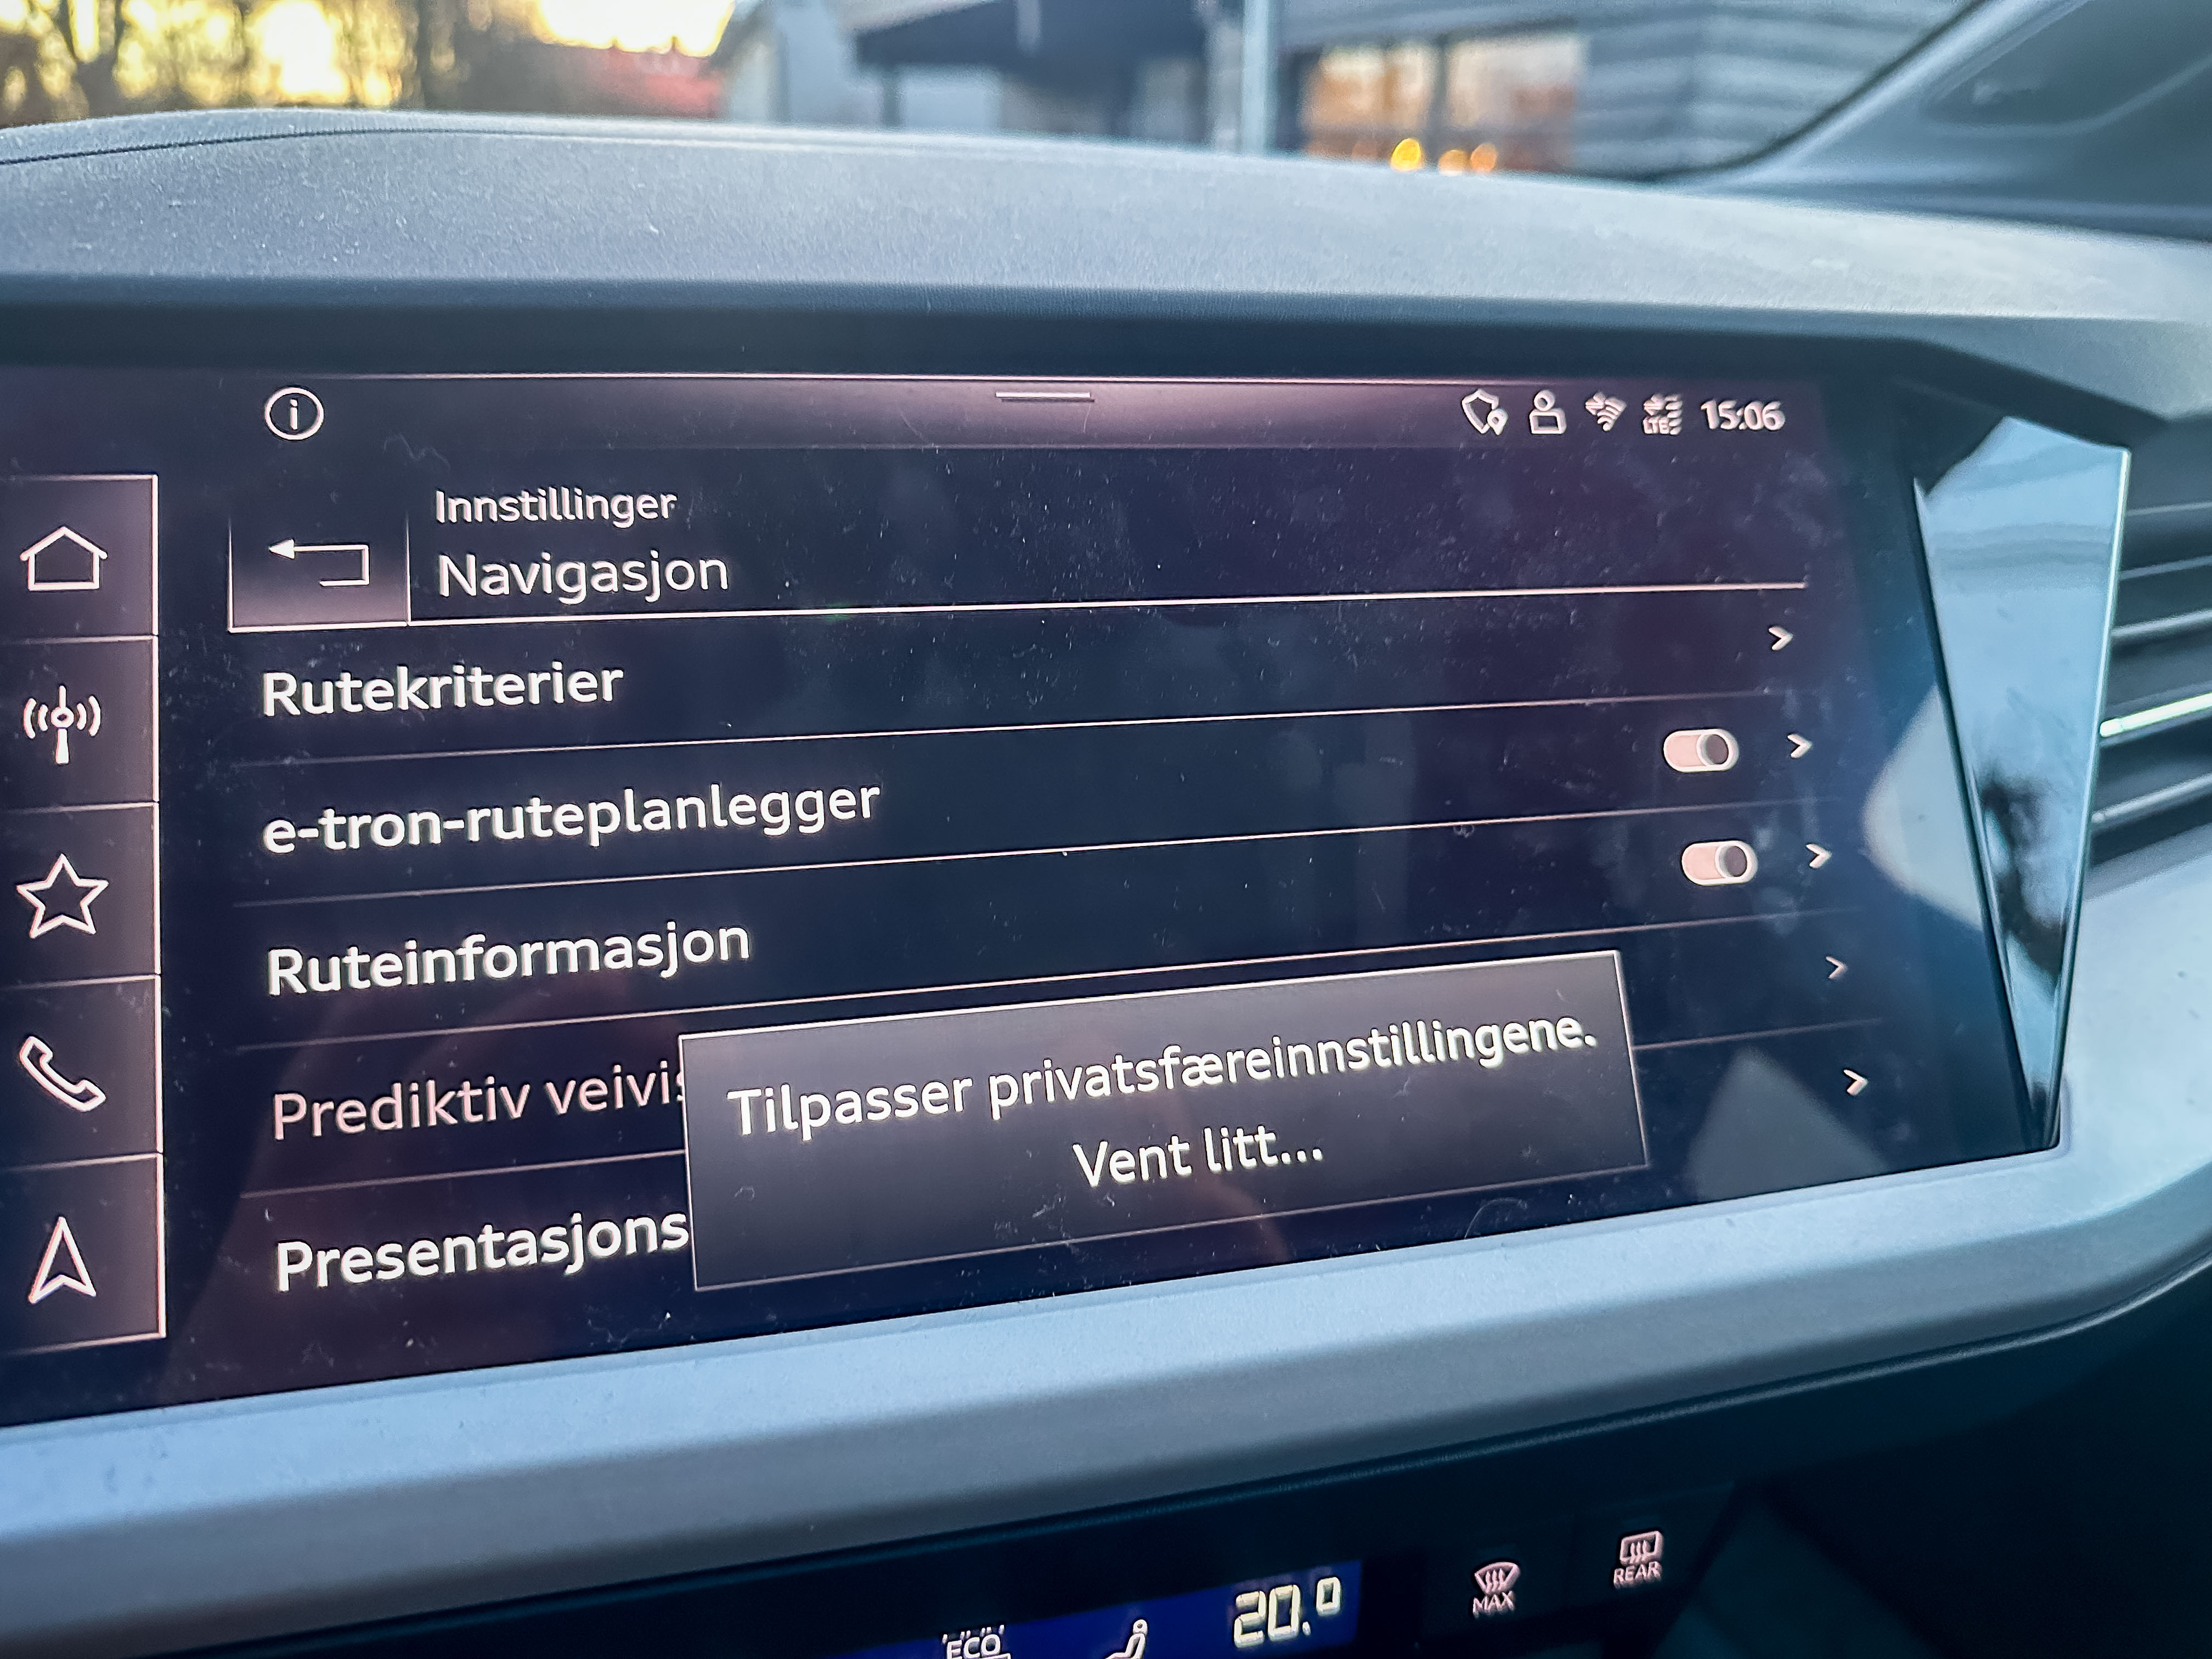 LTE 15:06
Innstillinger
Navigasjon
Rutekriterier
e-tron-ruteplanlegger
Ruteinformasjon
Prediktiv
Tilpasser privatsfæreinnstillingene.
Vent litt...
Presentasjons
ECO
20.0
MAX
REAR